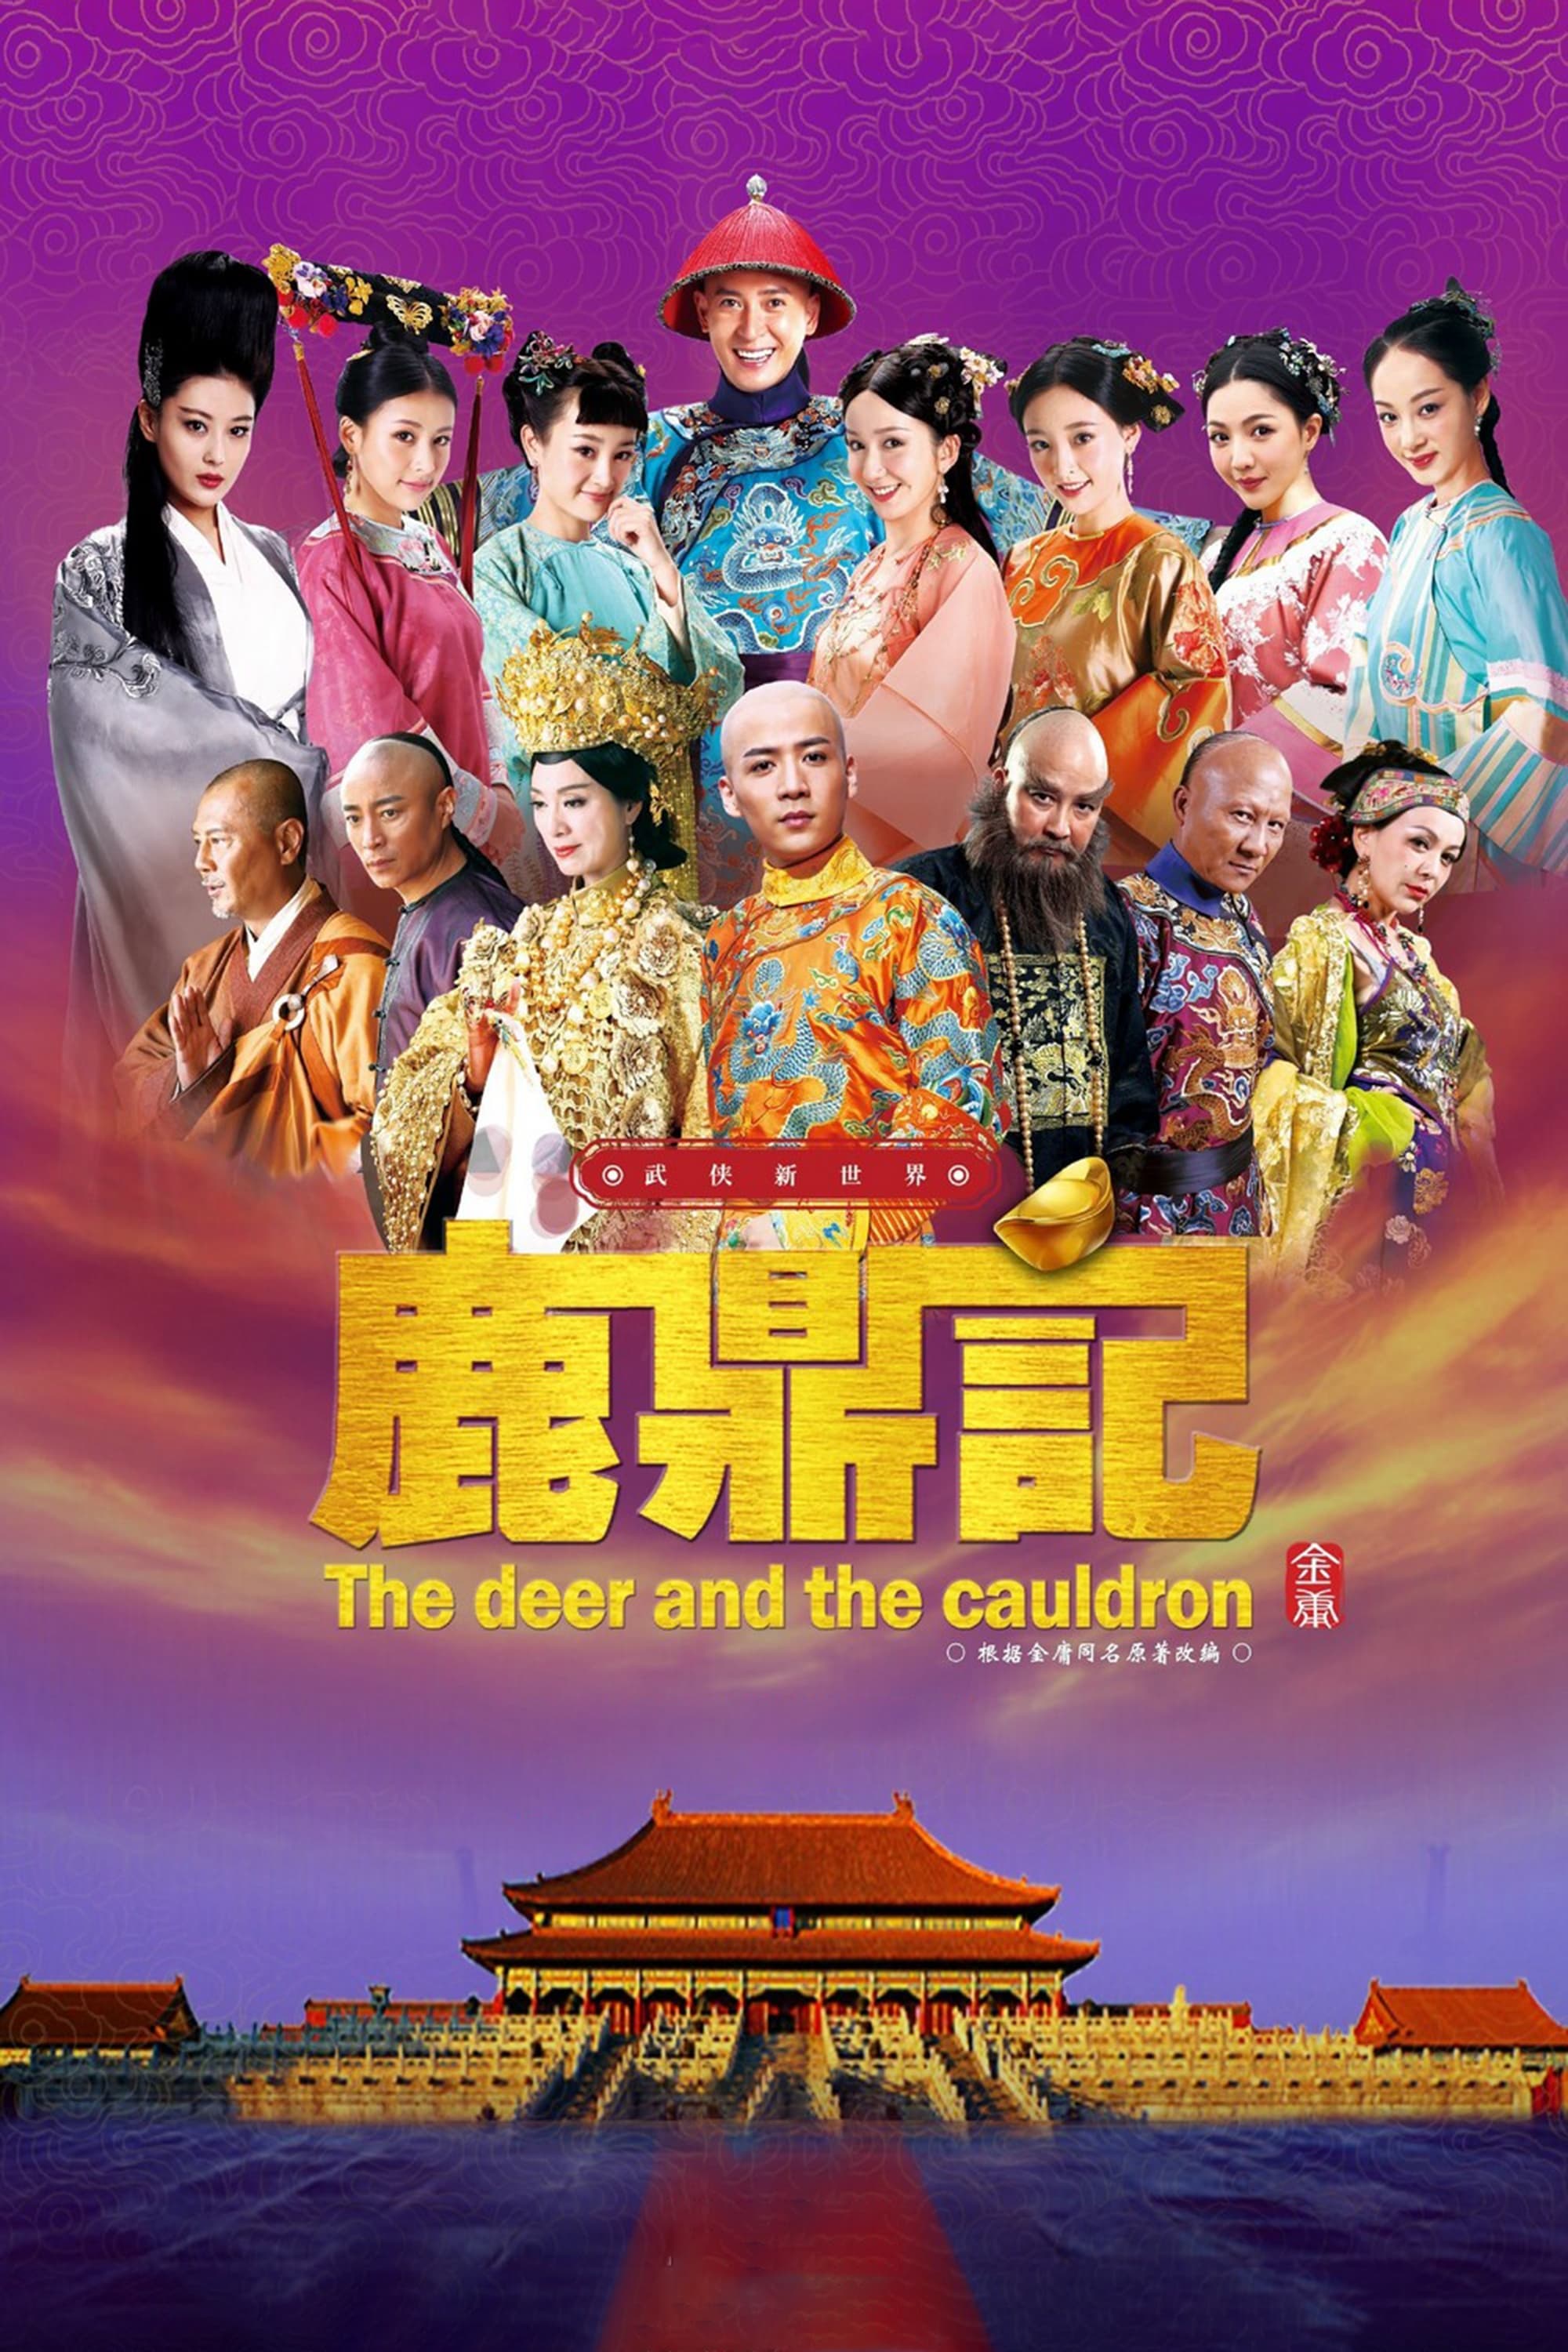 武侠新世界
鹿鼎記
The deer and the cauldron
金庸
根据金庸同名原著改编